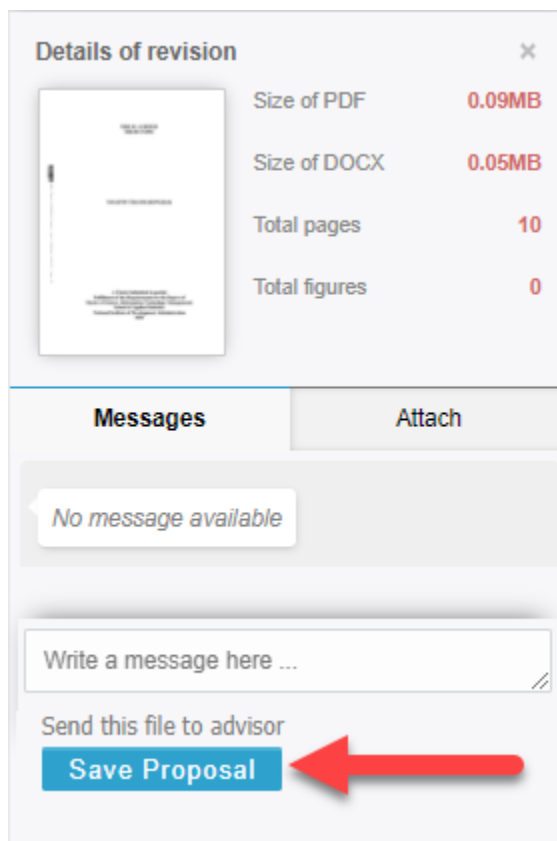 Details of revision ×
Size of PDF 0.09MB
Size of DOCX 0.05MB
Total pages 10
Total figures 0
Messages Attach
No message available
Write a message here ...
Send this file to advisor
Save Proposal